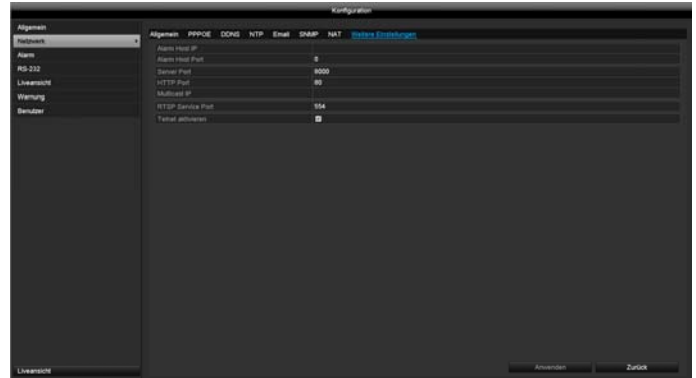 Konfiguration
Allgemein
Netzwerk
Alarm
RS-232
Liveansicht
Warnung
Benutzer
Allgemein PPPOE DDNS NTP Email SNMP NAT Weitere Einstellungen
Alarm Host IP
Alarm Host Port 0
Server Port 8000
HTTP Port 80
Multicast IP
RTSP Service Port 554
Telnet aktivieren
Liveansicht
Anwenden Zurück